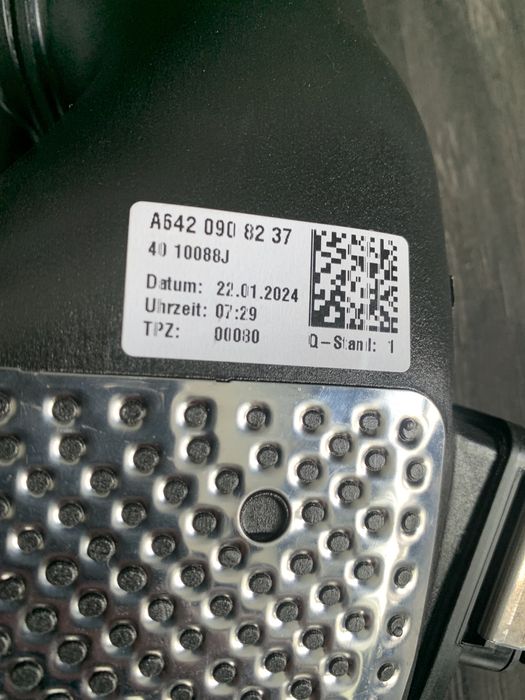 A642 090 82 37
40 10088J
Datum: 22.01.2024
Uhrzeit: 07:29
TPZ: 00080
Q-Stand: 1